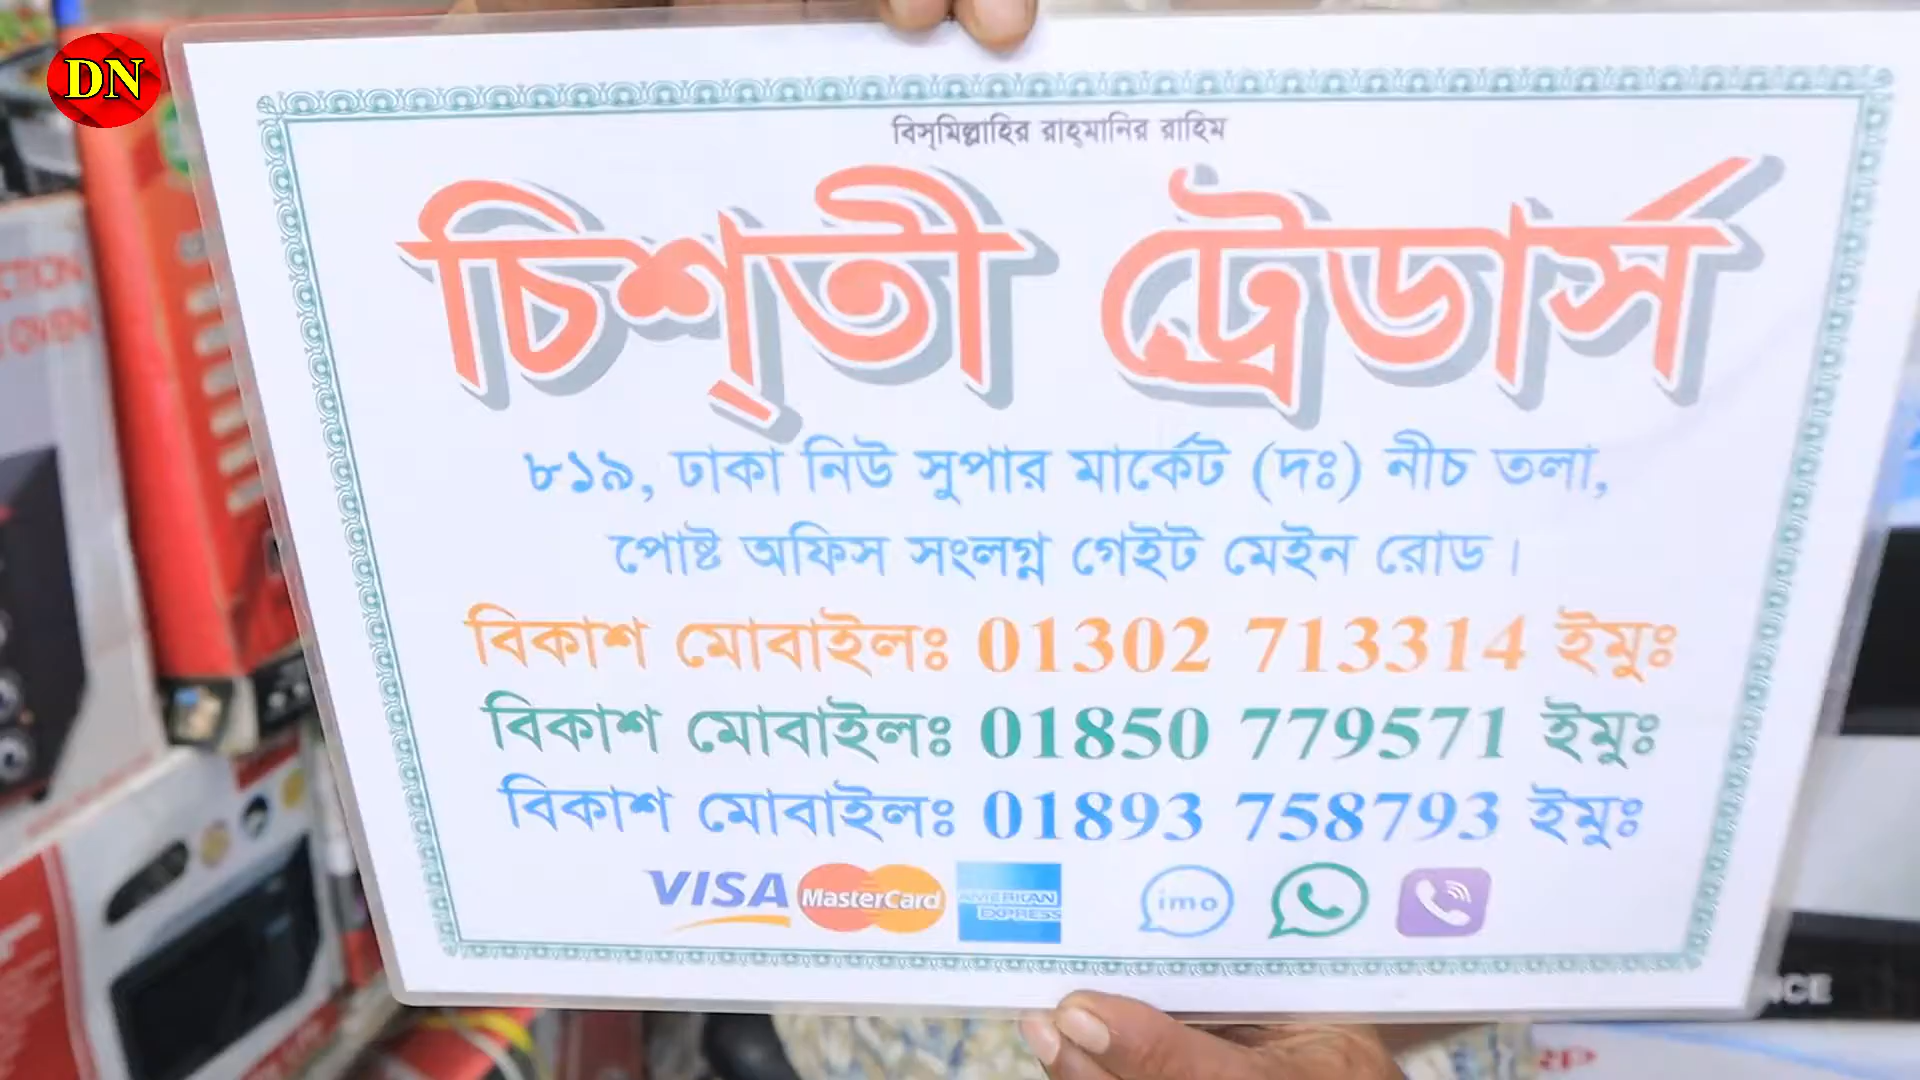 DN
বিস্‌মিল্লাহির রাহ্‌মানির রাহিম
চিশ্‌তী ট্রেডার্স
৮১৯, ঢাকা নিউ সুপার মার্কেট (দঃ) নীচ তলা,
পোষ্ট অফিস সংলগ্ন গেইট মেইন রোড।
বিকাশ মোবাইলঃ 01302 713314 ইমুঃ
বিকাশ মোবাইলঃ 01850 779571 ইমুঃ
বিকাশ মোবাইলঃ 01893 758793 ইমুঃ
VISA MasterCard AMERICAN EXPRESS imo